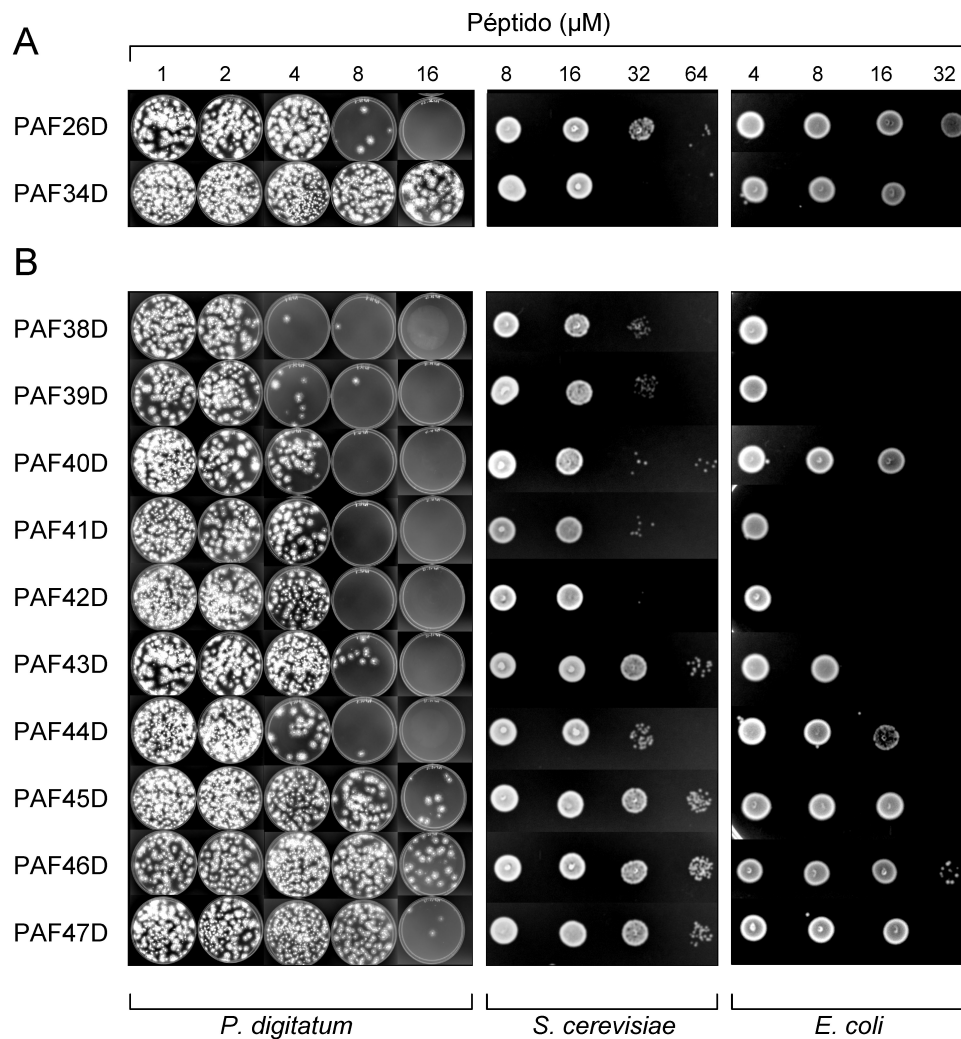 A
Péptido (µM)
1 2 4 8 16 8 16 32 64 4 8 16 32
PAF26D
PAF34D
B
PAF38D
PAF39D
PAF40D
PAF41D
PAF42D
PAF43D
PAF44D
PAF45D
PAF46D
PAF47D
P. digitatum S. cerevisiae E. coli